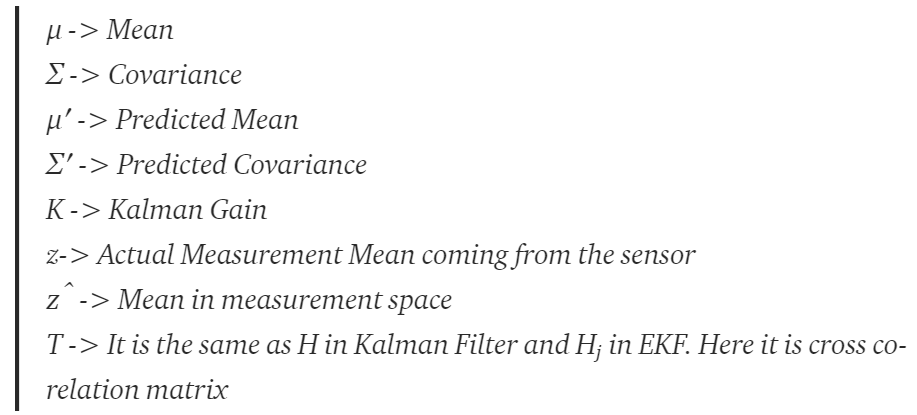 μ -> Mean
Σ -> Covariance
μ′ -> Predicted Mean
Σ′ -> Predicted Covariance
K -> Kalman Gain
z-> Actual Measurement Mean coming from the sensor
z^ -> Mean in measurement space
T -> It is the same as H in Kalman Filter and Hⱼ in EKF. Here it is cross co-
relation matrix